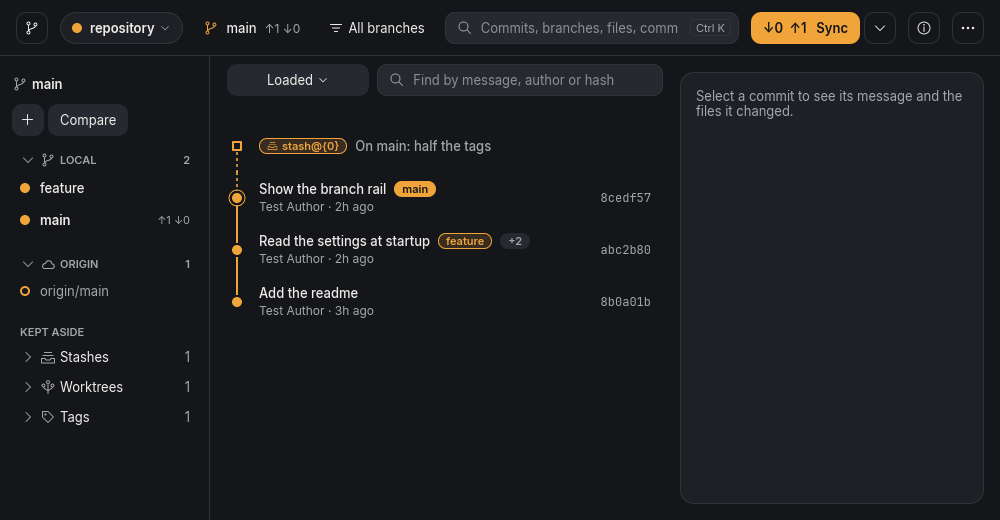 repository
main ↑1 ↓0
All branches
Commits, branches, files, comm
Ctrl K
↓0 ↑1 Sync
main
Compare
LOCAL 2
feature
main ↑1 ↓0
ORIGIN 1
origin/main
KEPT ASIDE
Stashes 1
Worktrees 1
Tags 1
Loaded
Find by message, author or hash
stash@{0} On main: half the tags
Show the branch rail main
Test Author · 2h ago
8cedf57
Read the settings at startup feature +2
Test Author · 2h ago
abc2b80
Add the readme
Test Author · 3h ago
8b0a01b
Select a commit to see its message and the
files it changed.